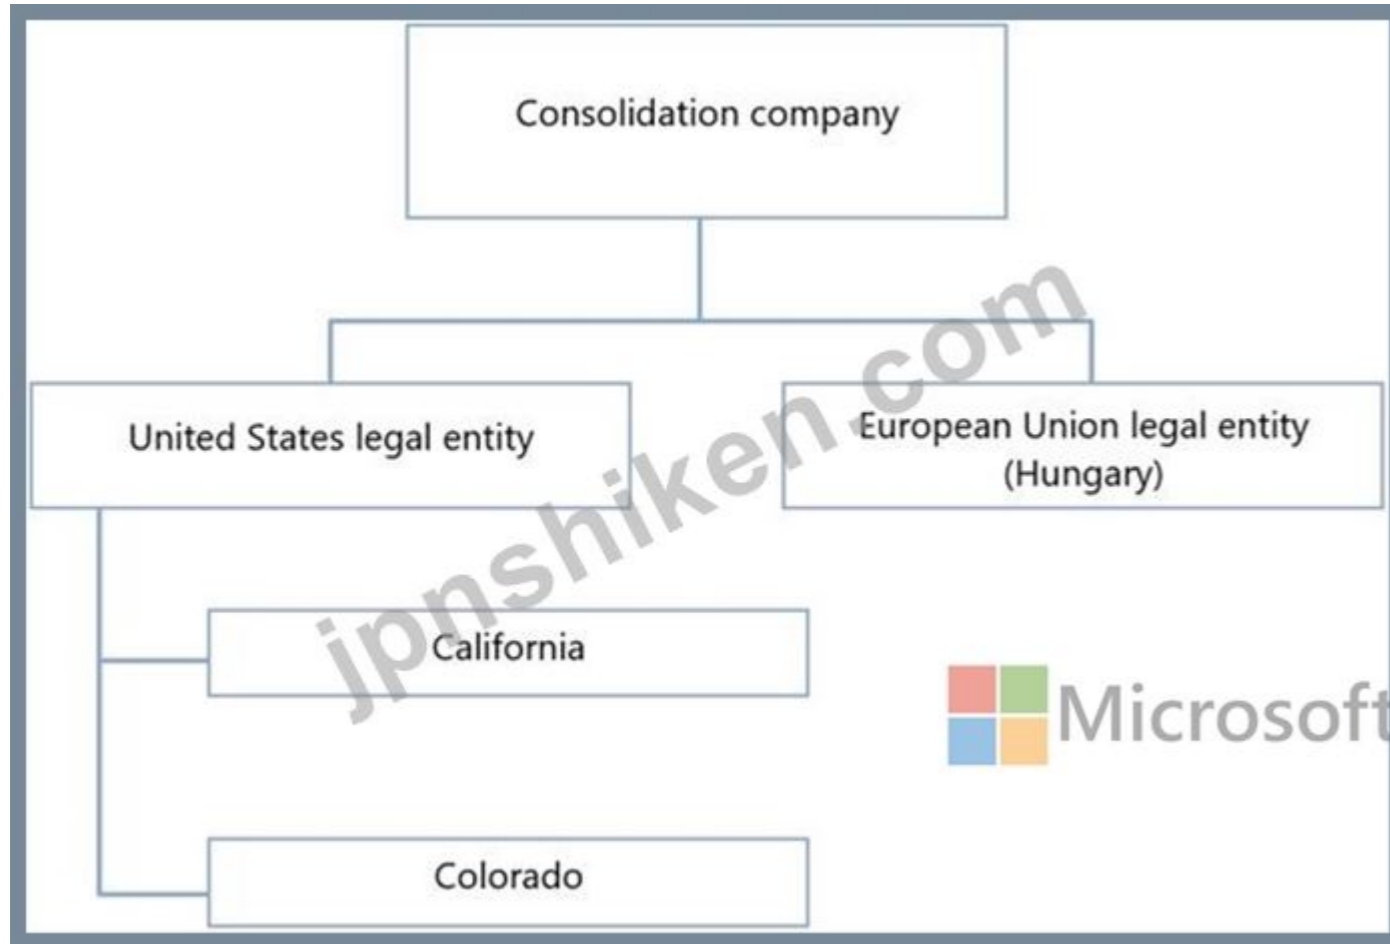 Consolidation company
United States legal entity
European Union legal entity
(Hungary)
jpnshiken.com
California
Microsoft
Colorado